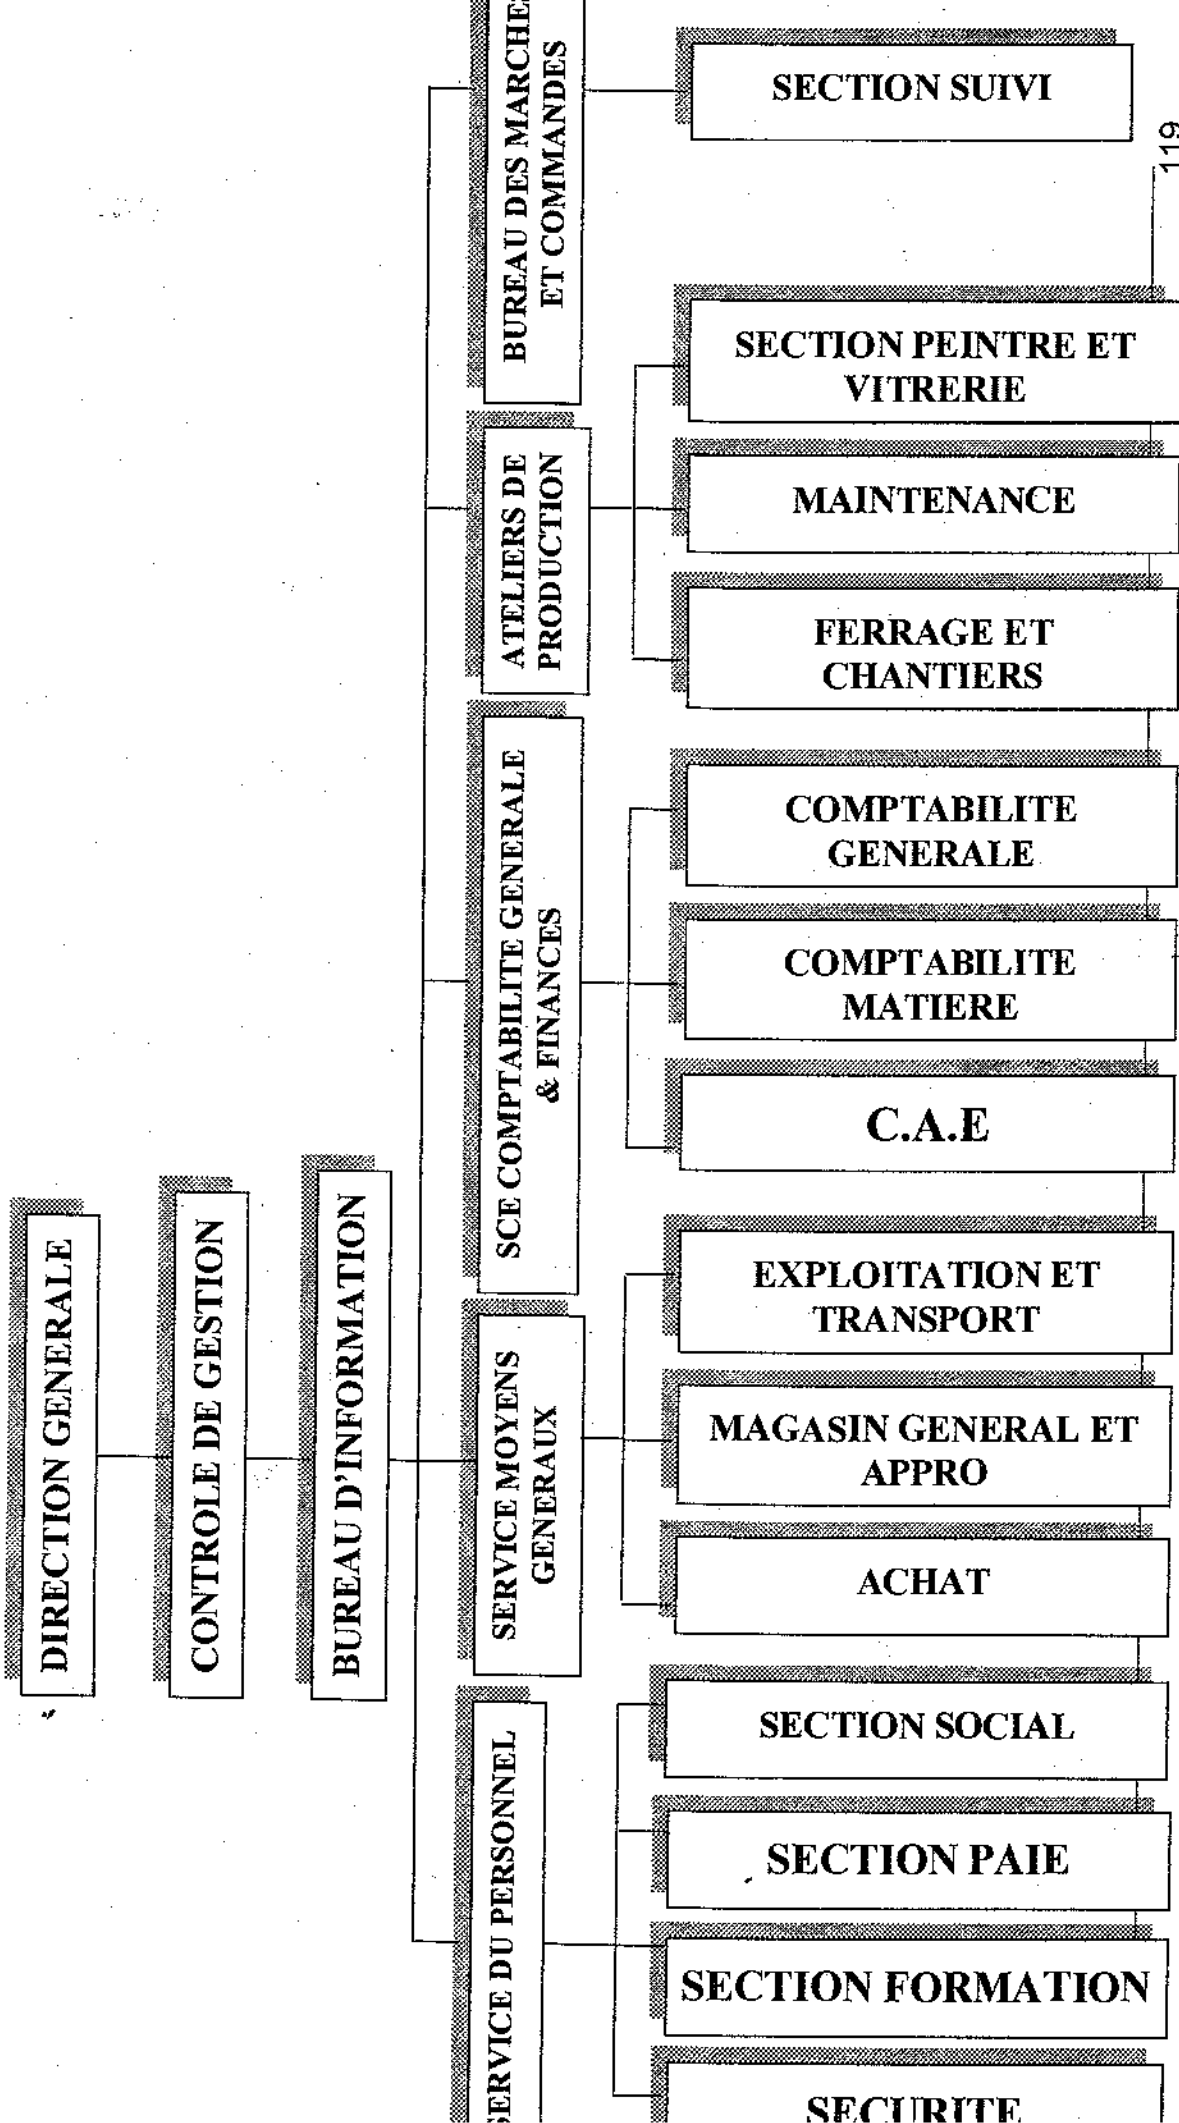 DIRECTION GENERALE
CONTROLE DE GESTION
BUREAU D'INFORMATION
BUREAU DES MARCHE
ET COMMANDES
SECTION SUIVI
ATELIERS DE
PRODUCTION
SECTION PEINTRE ET
VITRERIE
MAINTENANCE
FERRAGE ET
CHANTIERS
SCE COMPTABILITE GENERALE
& FINANCES
COMPTABILITE
GENERALE
COMPTABILITE
MATIERE
C.A.E
SERVICE MOYENS
GENERAUX
EXPLOITATION ET
TRANSPORT
MAGASIN GENERAL ET
APPRO
ACHAT
SERVICE DU PERSONNEL
SECTION SOCIAL
SECTION PAIE
SECTION FORMATION
SECURITE
119